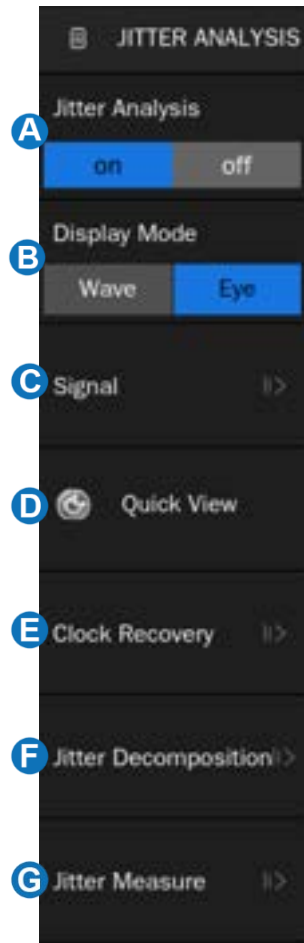 JITTER ANALYSIS
Jitter Analysis
A
on off
Display Mode
B
Wave Eye
C Signal
D Quick View
E Clock Recovery
F Jitter Decomposition
G Jitter Measure